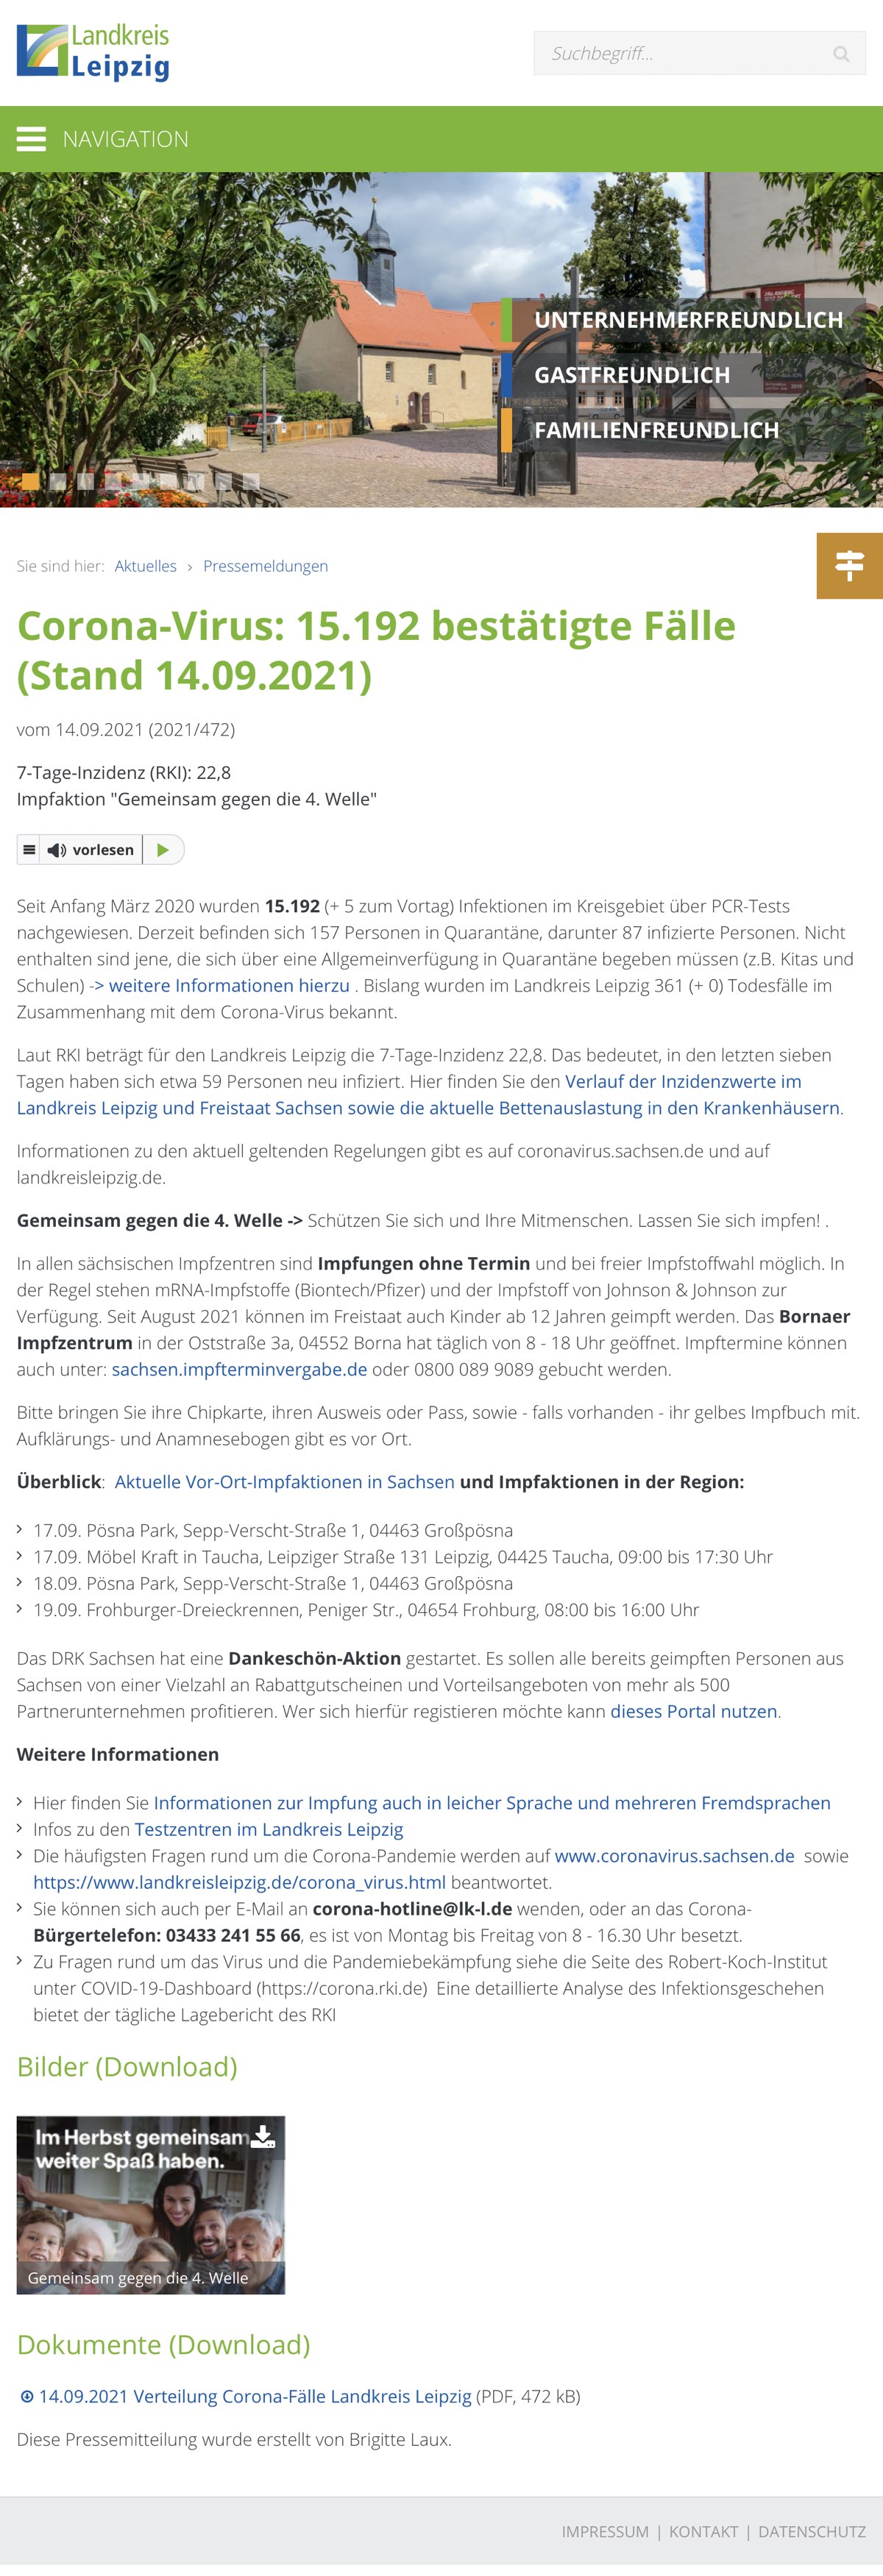 Landkreis
Leipzig
Suchbegriff...
NAVIGATION
UNTERNEHMERFREUNDLICH
GASTFREUNDLICH
FAMILIENFREUNDLICH
Sie sind hier: Aktuelles › Pressemeldungen
Corona-Virus: 15.192 bestätigte Fälle
(Stand 14.09.2021)
vom 14.09.2021 (2021/472)
7-Tage-Inzidenz (RKI): 22,8
Impfaktion "Gemeinsam gegen die 4. Welle"
vorlesen
Seit Anfang März 2020 wurden 15.192 (+ 5 zum Vortag) Infektionen im Kreisgebiet über PCR-Tests
nachgewiesen. Derzeit befinden sich 157 Personen in Quarantäne, darunter 87 infizierte Personen. Nicht
enthalten sind jene, die sich über eine Allgemeinverfügung in Quarantäne begeben müssen (z.B. Kitas und
Schulen) -> weitere Informationen hierzu . Bislang wurden im Landkreis Leipzig 361 (+ 0) Todesfälle im
Zusammenhang mit dem Corona-Virus bekannt.
Laut RKI beträgt für den Landkreis Leipzig die 7-Tage-Inzidenz 22,8. Das bedeutet, in den letzten sieben
Tagen haben sich etwa 59 Personen neu infiziert. Hier finden Sie den Verlauf der Inzidenzwerte im
Landkreis Leipzig und Freistaat Sachsen sowie die aktuelle Bettenauslastung in den Krankenhäusern.
Informationen zu den aktuell geltenden Regelungen gibt es auf coronavirus.sachsen.de und auf
landkreisleipzig.de.
Gemeinsam gegen die 4. Welle -> Schützen Sie sich und Ihre Mitmenschen. Lassen Sie sich impfen! .
In allen sächsischen Impfzentren sind Impfungen ohne Termin und bei freier Impfstoffwahl möglich. In
der Regel stehen mRNA-Impfstoffe (Biontech/Pfizer) und der Impfstoff von Johnson & Johnson zur
Verfügung. Seit August 2021 können im Freistaat auch Kinder ab 12 Jahren geimpft werden. Das Bornaer
Impfzentrum in der Oststraße 3a, 04552 Borna hat täglich von 8 - 18 Uhr geöffnet. Impftermine können
auch unter: sachsen.impfterminvergabe.de oder 0800 089 9089 gebucht werden.
Bitte bringen Sie ihre Chipkarte, ihren Ausweis oder Pass, sowie - falls vorhanden - ihr gelbes Impfbuch mit.
Aufklärungs- und Anamnesebogen gibt es vor Ort.
Überblick: Aktuelle Vor-Ort-Impfaktionen in Sachsen und Impfaktionen in der Region:
› 17.09. Pösna Park, Sepp-Verscht-Straße 1, 04463 Großpösna
› 17.09. Möbel Kraft in Taucha, Leipziger Straße 131 Leipzig, 04425 Taucha, 09:00 bis 17:30 Uhr
› 18.09. Pösna Park, Sepp-Verscht-Straße 1, 04463 Großpösna
› 19.09. Frohburger-Dreieckrennen, Peniger Str., 04654 Frohburg, 08:00 bis 16:00 Uhr
Das DRK Sachsen hat eine Dankeschön-Aktion gestartet. Es sollen alle bereits geimpften Personen aus
Sachsen von einer Vielzahl an Rabattgutscheinen und Vorteilsangeboten von mehr als 500
Partnerunternehmen profitieren. Wer sich hierfür registieren möchte kann dieses Portal nutzen.
Weitere Informationen
› Hier finden Sie Informationen zur Impfung auch in leicher Sprache und mehreren Fremdsprachen
› Infos zu den Testzentren im Landkreis Leipzig
› Die häufigsten Fragen rund um die Corona-Pandemie werden auf www.coronavirus.sachsen.de sowie
https://www.landkreisleipzig.de/corona_virus.html beantwortet.
› Sie können sich auch per E-Mail an corona-hotline@lk-l.de wenden, oder an das Corona-
Bürgertelefon: 03433 241 55 66, es ist von Montag bis Freitag von 8 - 16.30 Uhr besetzt.
› Zu Fragen rund um das Virus und die Pandemiebekämpfung siehe die Seite des Robert-Koch-Institut
unter COVID-19-Dashboard (https://corona.rki.de) Eine detaillierte Analyse des Infektionsgeschehen
bietet der tägliche Lagebericht des RKI
Bilder (Download)
Im Herbst gemeinsam
weiter Spaß haben.
Gemeinsam gegen die 4. Welle
Dokumente (Download)
14.09.2021 Verteilung Corona-Fälle Landkreis Leipzig (PDF, 472 kB)
Diese Pressemitteilung wurde erstellt von Brigitte Laux.
IMPRESSUM | KONTAKT | DATENSCHUTZ